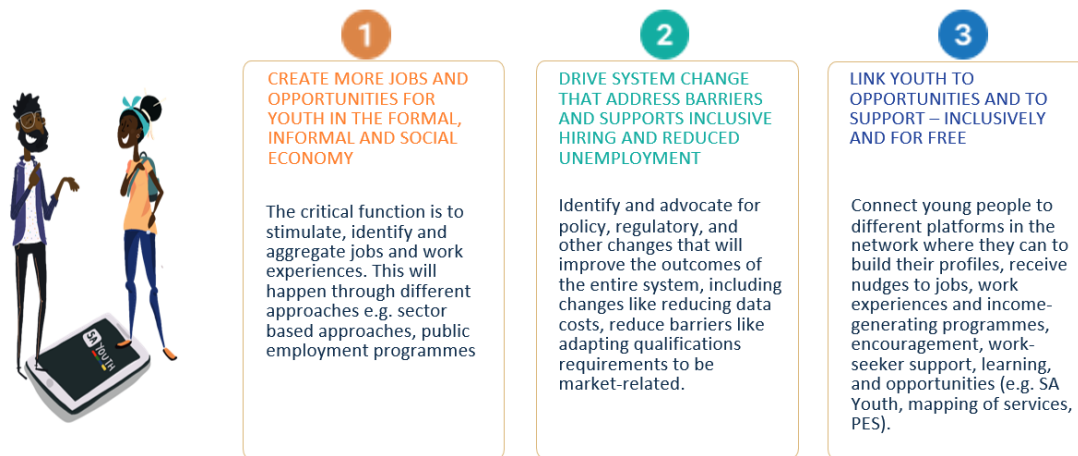 1
CREATE MORE JOBS AND
OPPORTUNITIES FOR
YOUTH IN THE FORMAL,
INFORMAL AND SOCIAL
ECONOMY
The critical function is to
stimulate, identify and
aggregate jobs and work
experiences. This will
happen through different
approaches e.g. sector
based approaches, public
employment programmes
2
DRIVE SYSTEM CHANGE
THAT ADDRESS BARRIERS
AND SUPPORTS INCLUSIVE
HIRING AND REDUCED
UNEMPLOYMENT
Identify and advocate for
policy, regulatory, and
other changes that will
improve the outcomes of
the entire system, including
changes like reducing data
costs, reduce barriers like
adapting qualifications
requirements to be
market-related.
3
LINK YOUTH TO
OPPORTUNITIES AND TO
SUPPORT – INCLUSIVELY
AND FOR FREE
Connect young people to
different platforms in the
network where they can to
build their profiles, receive
nudges to jobs, work
experiences and income-
generating programmes,
encouragement, work-
seeker support, learning,
and opportunities (e.g. SA
Youth, mapping of services,
PES).
SA YOUTH